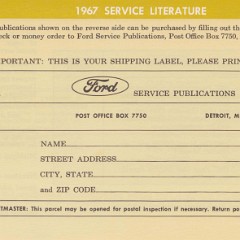 1967 SERVICE LITERATURE
ublications shown on the reverse side can be purchased by filling out th
ck or money order to Ford Service Publications, Post Office Box 7750,
MPORTANT: THIS IS YOUR SHIPPING LABEL, PLEASE PRIN
Ford SERVICE PUBLICATIONS
POST OFFICE BOX 7750 DETROIT, M
NAME
STREET ADDRESS
CITY, STATE
and ZIP CODE
TMASTER: This parcel may be opened for postal inspection if necessary. Return